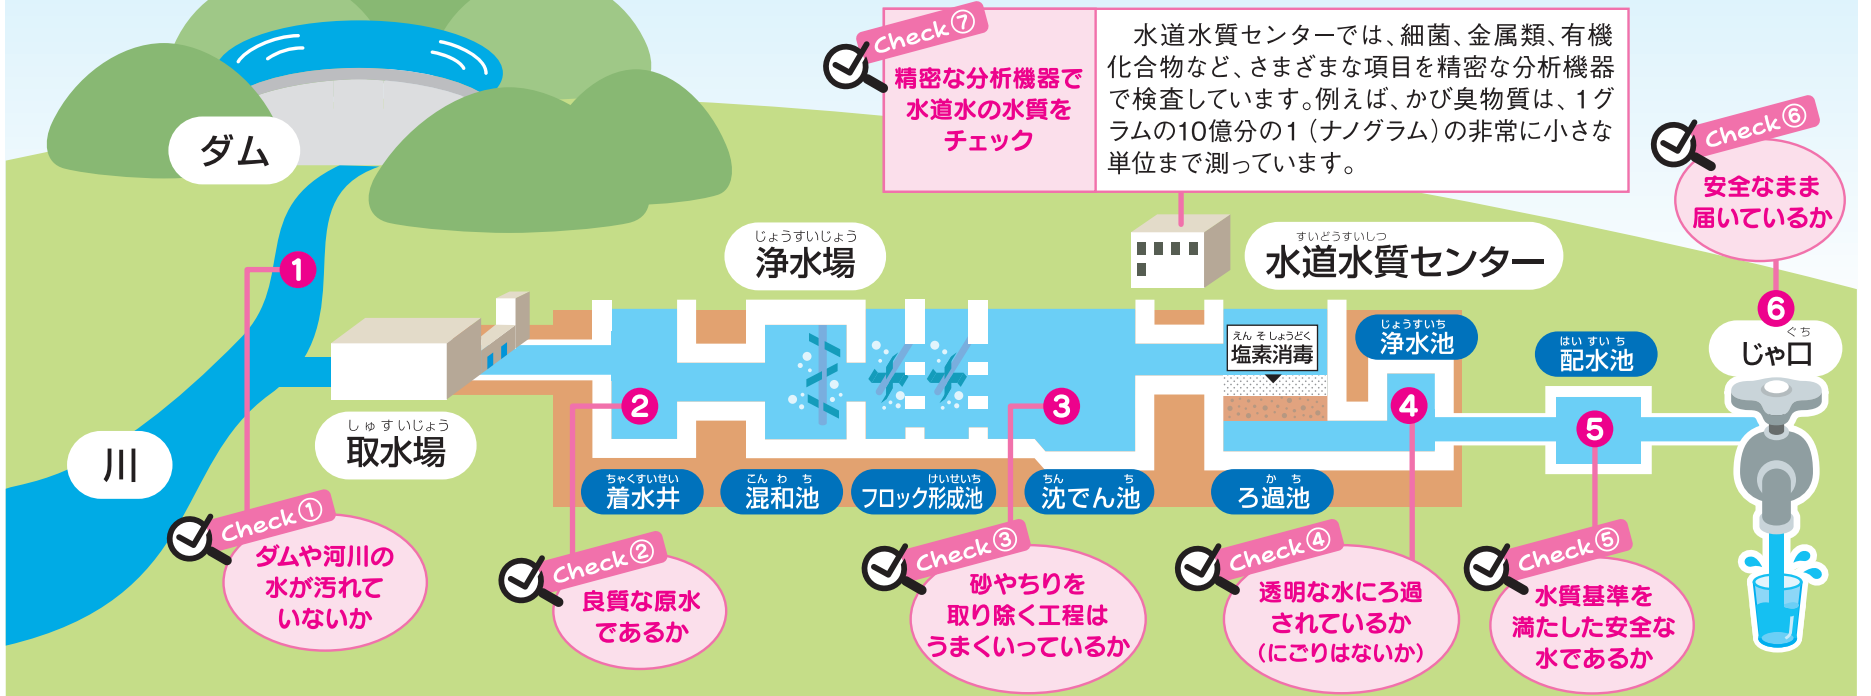 Check⑦
精密な分析機器で
水道水の水質を
チェック
水道水質センターでは、細菌、金属類、有機
化合物など、さまざまな項目を精密な分析機器
で検査しています。例えば、かび臭物質は、1グ
ラムの10億分の1（ナノグラム）の非常に小さな
単位まで測っています。
Check⑥
安全なまま
届いているか
ダム
じょうすいじょう
浄水場
すいどうすいしつ
水道水質センター
1
6
ぐち
じゃ口
えんそしょうどく
塩素消毒
じょうすいち
浄水池
はいすいち
配水池
2
3
4
5
しゅすいじょう
取水場
川
ちゃくすいせい
着水井
こんわち
混和池
けいせいち
フロック形成池
ちん ち
沈でん池
かち
ろ過池
Check①
ダムや河川の
水が汚れて
いないか
Check②
良質な原水
であるか
Check③
砂やちりを
取り除く工程は
うまくいっているか
Check④
透明な水にろ過
されているか
（にごりはないか）
Check⑤
水質基準を
満たした安全な
水であるか